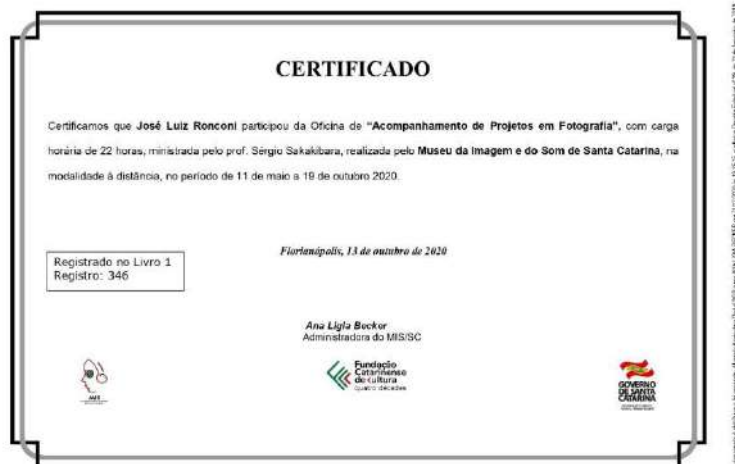 CERTIFICADO
Certificamos que José Luiz Ronconi participou da Oficina de “Acompanhamento de Projetos em Fotografia”, com carga
horária de 22 horas, ministrada pelo prof. Sérgio Sakakibara, realizada pelo Museu da Imagem e do Som de Santa Catarina, na
modalidade à distância, no período de 11 de maio a 19 de outubro 2020.
Florianópolis, 13 de outubro de 2020
Registrado no Livro 1
Registro: 346
Ana Lígia Becker
Administradora do MIS/SC
Fundação
Catarinense
de Cultura
quatro décadas
GOVERNO
DE SANTA
CATARINA